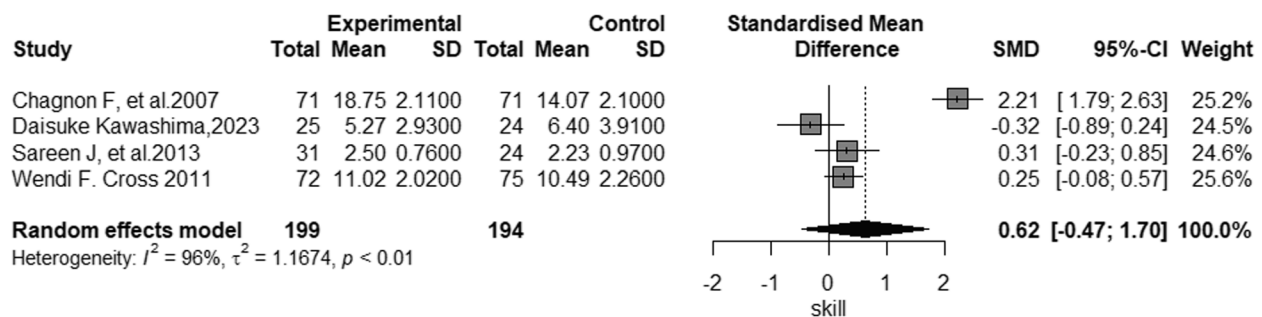 Experimental Control Standardised Mean
Study Total Mean SD Total Mean SD Difference SMD 95%-CI Weight
Chagnon F, et al.2007 71 18.75 2.1100 71 14.07 2.1000 2.21 [ 1.79; 2.63] 25.2%
Daisuke Kawashima,2023 25 5.27 2.9300 24 6.40 3.9100 -0.32 [-0.89; 0.24] 24.5%
Sareen J, et al.2013 31 2.50 0.7600 24 2.23 0.9700 0.31 [-0.23; 0.85] 24.6%
Wendi F. Cross 2011 72 11.02 2.0200 75 10.49 2.2600 0.25 [-0.08; 0.57] 25.6%
Random effects model 199 194 0.62 [-0.47; 1.70] 100.0%
Heterogeneity: I² = 96%, τ² = 1.1674, p < 0.01
-2 -1 0 1 2
skill